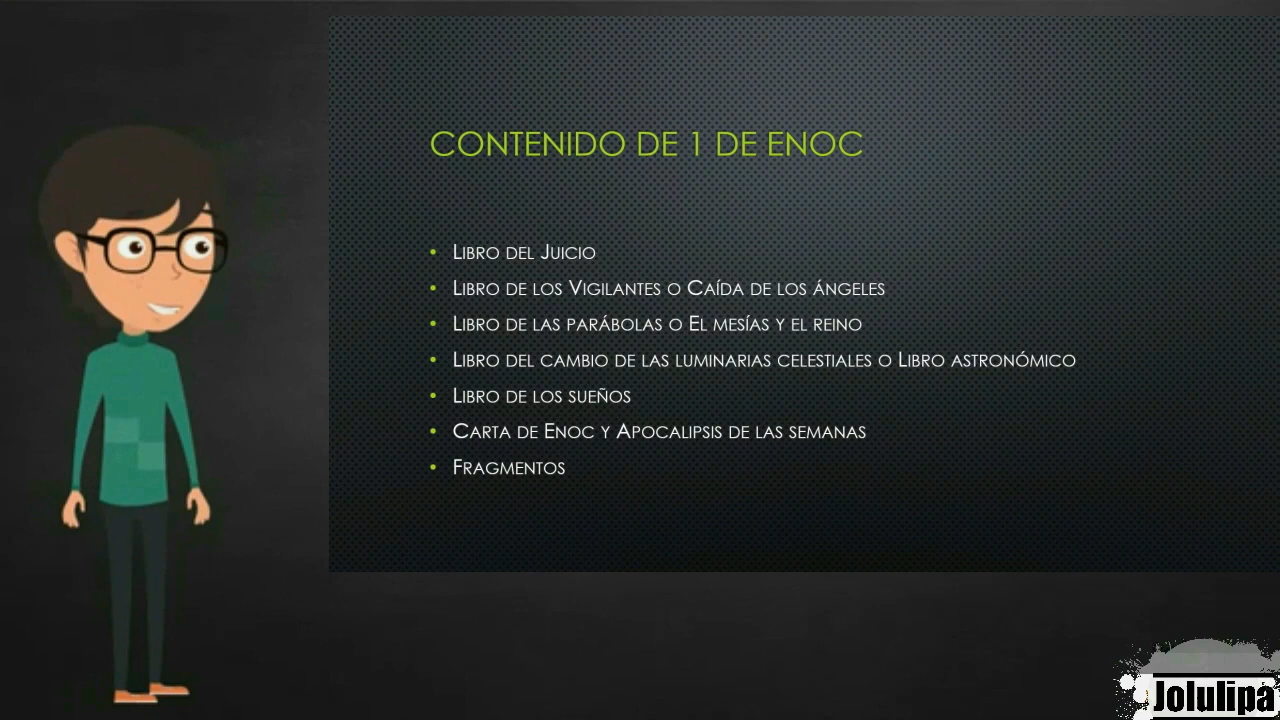 CONTENIDO DE 1 DE ENOC
• LIBRO DEL JUICIO
• LIBRO DE LOS VIGILANTES O CAÍDA DE LOS ÁNGELES
• LIBRO DE LAS PARÁBOLAS O EL MESÍAS Y EL REINO
• LIBRO DEL CAMBIO DE LAS LUMINARIAS CELESTIALES O LIBRO ASTRONÓMICO
• LIBRO DE LOS SUEÑOS
• CARTA DE ENOC Y APOCALIPSIS DE LAS SEMANAS
• FRAGMENTOS
Jolulipa